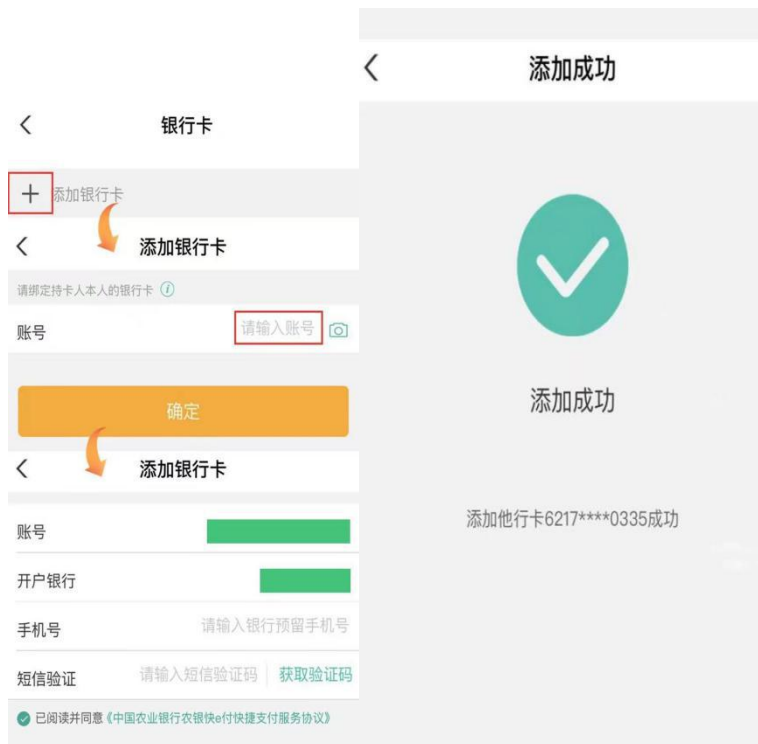 银行卡
添加银行卡
添加银行卡
请绑定持卡人本人的银行卡
账号 请输入账号
确定
添加银行卡
账号
开户银行
手机号 请输入银行预留手机号
短信验证 请输入短信验证码 获取验证码
已阅读并同意《中国农业银行农银快e付快捷支付服务协议》
添加成功
添加成功
添加他行卡6217****0335成功